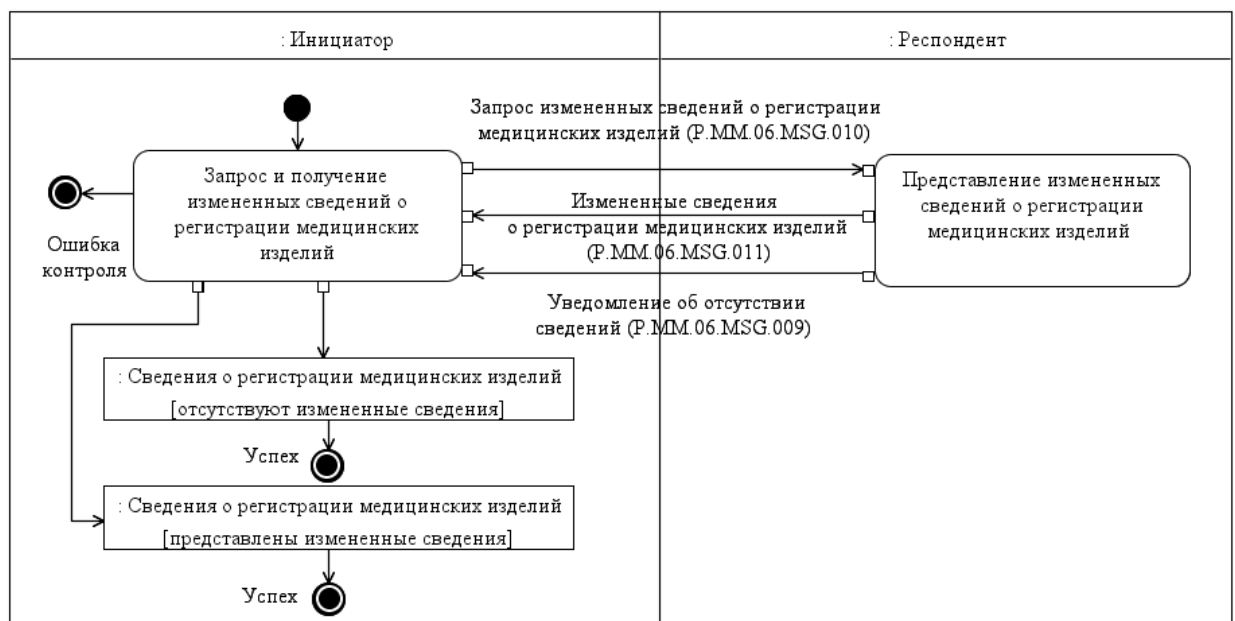 : Инициатор
: Респондент
Запрос измененных сведений о регистрации
медицинских изделий (P.MM.06.MSG.010)
Запрос и получение
измененных сведений о
регистрации медицинских
изделий
Ошибка
контроля
Измененные сведения
о регистрации медицинских изделий
(P.MM.06.MSG.011)
Представление измененных
сведений о регистрации
медицинских изделий
Уведомление об отсутствии
сведений (P.MM.06.MSG.009)
: Сведения о регистрации медицинских изделий
[отсутствуют измененные сведения]
Успех
: Сведения о регистрации медицинских изделий
[представлены измененные сведения]
Успех